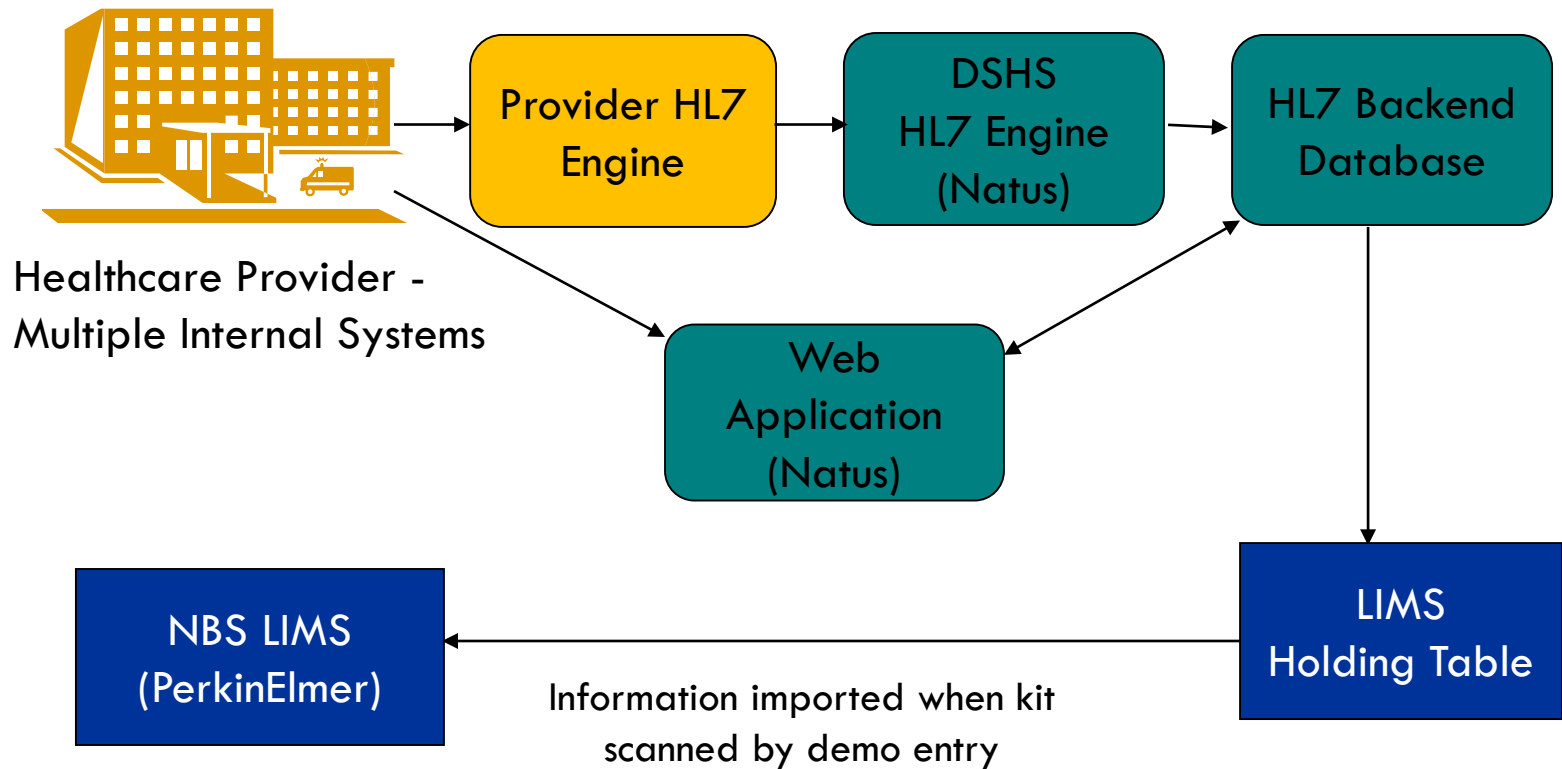 Provider HL7
Engine
DSHS
HL7 Engine
(Natus)
HL7 Backend
Database
Healthcare Provider -
Multiple Internal Systems
Web
Application
(Natus)
NBS LIMS
(PerkinElmer)
LIMS
Holding Table
Information imported when kit
scanned by demo entry